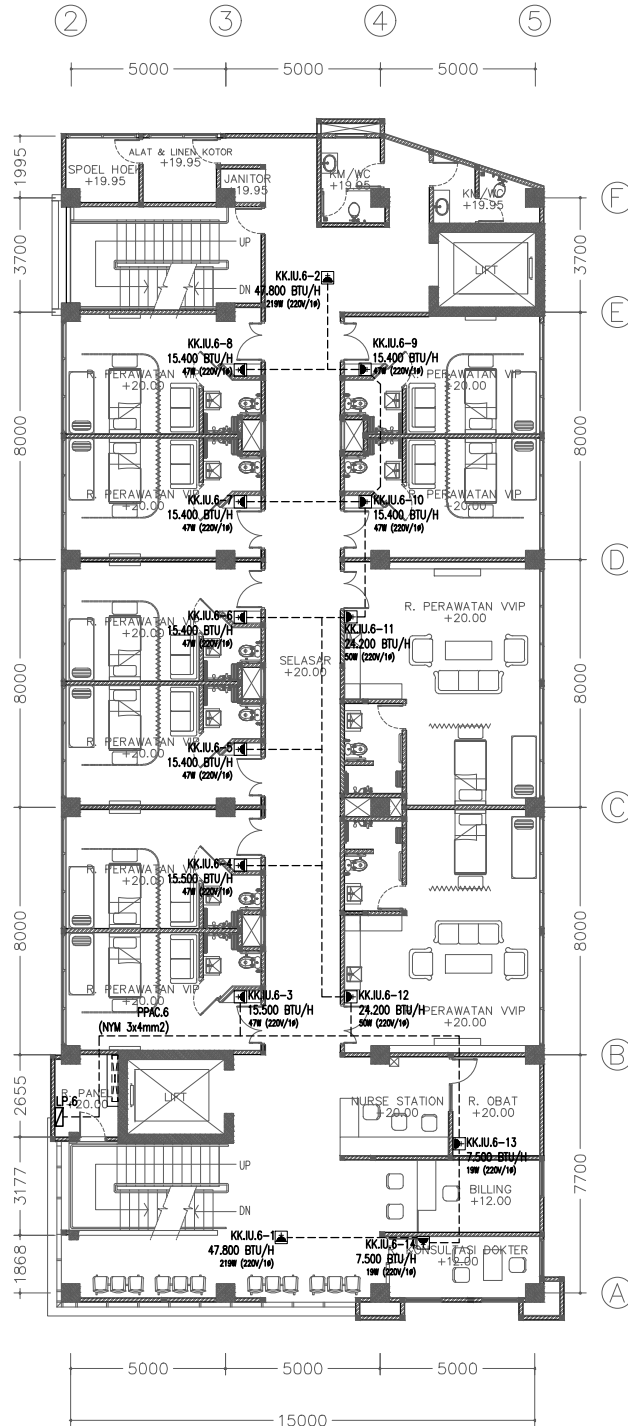 2 3 4 5
5000 5000 5000
1995
3700
8000
8000
8000
2655
3177
1868
F
3700
E
8000
D
8000
C
8000
B
7700
A
ALAT & LINEN KOTOR
+19.95
SPOEL HOEK
+19.95
JANITOR
+19.95
KM/WC
+19.95
KM/WC
+19.95
UP
DN
LIFT
KK.IU.6-2
47.800 BTU/H
219W (220V/1ø)
KK.IU.6-8
15.400 BTU/H
47W (220V/1ø)
R. PERAWATAN VIP
+20.00
KK.IU.6-9
15.400 BTU/H
47W (220V/1ø)
R. PERAWATAN VIP
+20.00
R. PERAWATAN VIP
+20.00
KK.IU.6-7
15.400 BTU/H
47W (220V/1ø)
R. PERAWATAN VIP
+20.00
KK.IU.6-10
15.400 BTU/H
47W (220V/1ø)
R. PERAWATAN VIP
+20.00
KK.IU.6-6
15.400 BTU/H
47W (220V/1ø)
R. PERAWATAN VVIP
+20.00
KK.IU.6-11
24.200 BTU/H
50W (220V/1ø)
SELASAR
+20.00
R. PERAWATAN VIP
+20.00
KK.IU.6-5
15.400 BTU/H
47W (220V/1ø)
R. PERAWATAN VIP
+20.00
KK.IU.6-4
15.500 BTU/H
47W (220V/1ø)
R. PERAWATAN VIP
+20.00
KK.IU.6-3
15.500 BTU/H
47W (220V/1ø)
KK.IU.6-12
24.200 BTU/H
50W (220V/1ø)
R. PERAWATAN VVIP
+20.00
PPAC.6
(NYM 3x4mm2)
R. PANEL
+20.00
LP.6
LIFT
NURSE STATION
+20.00
R. OBAT
+20.00
KK.IU.6-13
7.500 BTU/H
19W (220V/1ø)
UP
DN
BILLING
+12.00
KK.IU.6-1
47.800 BTU/H
219W (220V/1ø)
KK.IU.6-14
7.500 BTU/H
19W (220V/1ø)
KONSULTASI DOKTER
+12.00
5000 5000 5000
15000